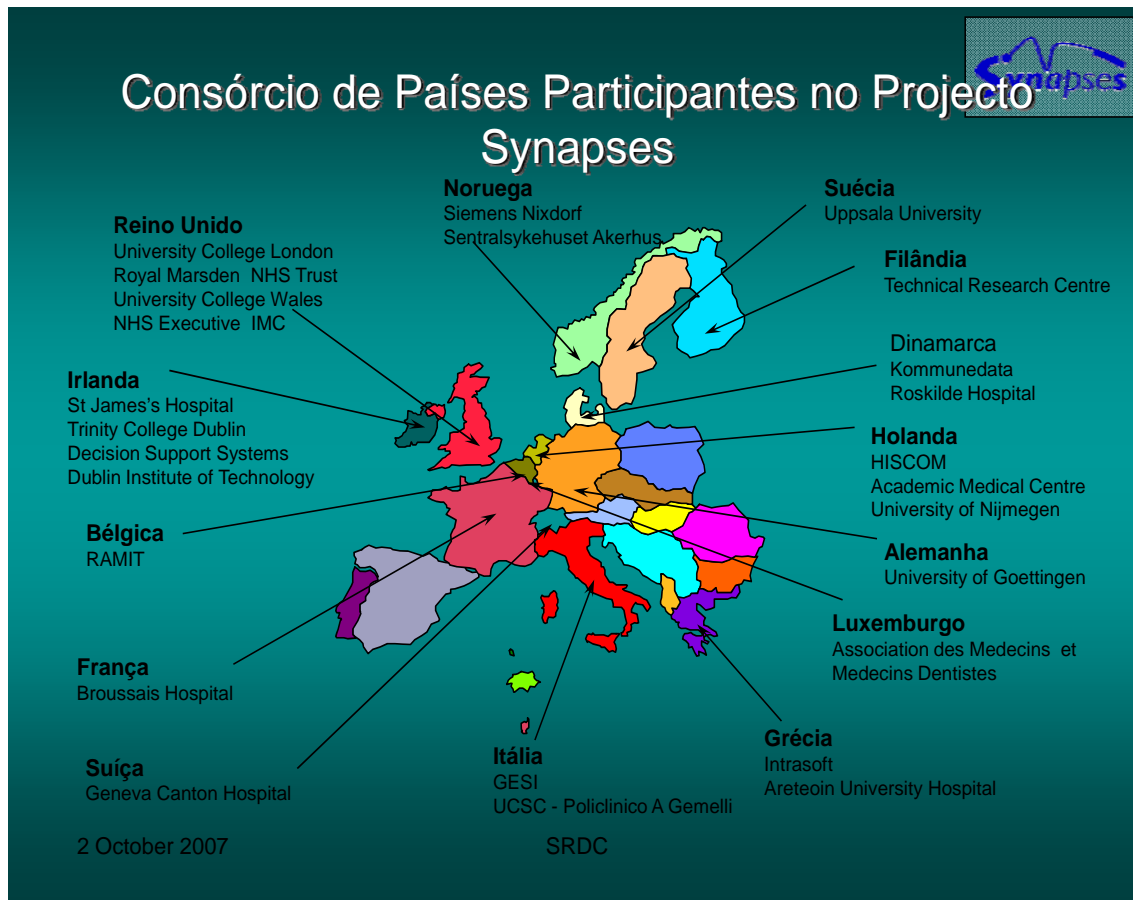 Synapses
Consórcio de Países Participantes no Projecto
Synapses
Noruega
Siemens Nixdorf
Sentralsykehuset Akerhus
Suécia
Uppsala University
Reino Unido
University College London
Royal Marsden NHS Trust
University College Wales
NHS Executive IMC
Filândia
Technical Research Centre
Dinamarca
Kommunedata
Roskilde Hospital
Irlanda
St James's Hospital
Trinity College Dublin
Decision Support Systems
Dublin Institute of Technology
Holanda
HISCOM
Academic Medical Centre
University of Nijmegen
Bélgica
RAMIT
Alemanha
University of Goettingen
Luxemburgo
Association des Medecins et
Medecins Dentistes
França
Broussais Hospital
Grécia
Intrasoft
Areteoin University Hospital
Itália
GESI
UCSC - Policlinico A Gemelli
Suíça
Geneva Canton Hospital
2 October 2007
SRDC